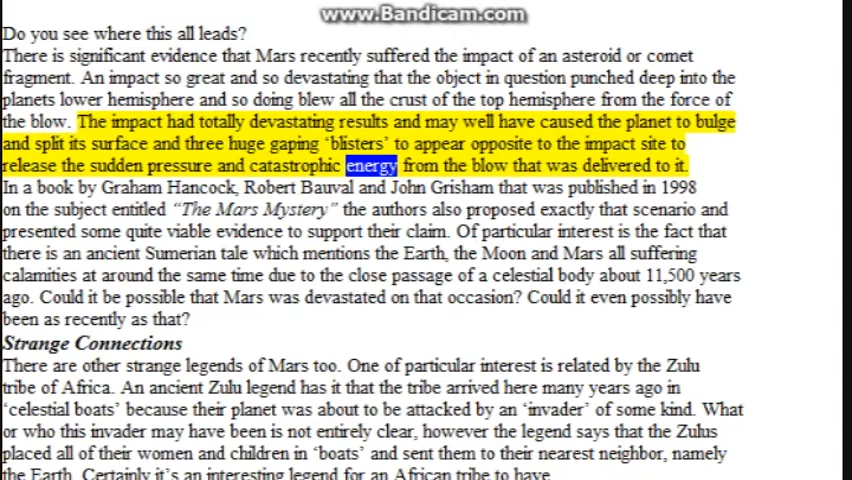 www.Bandicam.com
Do you see where this all leads?
There is significant evidence that Mars recently suffered the impact of an asteroid or comet
fragment. An impact so great and so devastating that the object in question punched deep into the
planets lower hemisphere and so doing blew all the crust of the top hemisphere from the force of
the blow. The impact had totally devastating results and may well have caused the planet to bulge
and split its surface and three huge gaping ‘blisters’ to appear opposite to the impact site to
release the sudden pressure and catastrophic energy from the blow that was delivered to it.
In a book by Graham Hancock, Robert Bauval and John Grisham that was published in 1998
on the subject entitled “The Mars Mystery” the authors also proposed exactly that scenario and
presented some quite viable evidence to support their claim. Of particular interest is the fact that
there is an ancient Sumerian tale which mentions the Earth, the Moon and Mars all suffering
calamities at around the same time due to the close passage of a celestial body about 11,500 years
ago. Could it be possible that Mars was devastated on that occasion? Could it even possibly have
been as recently as that?
Strange Connections
There are other strange legends of Mars too. One of particular interest is related by the Zulu
tribe of Africa. An ancient Zulu legend has it that the tribe arrived here many years ago in
‘celestial boats’ because their planet was about to be attacked by an ‘invader’ of some kind. What
or who this invader may have been is not entirely clear, however the legend says that the Zulus
placed all of their women and children in ‘boats’ and sent them to their nearest neighbor, namely
the Earth. Certainly it’s an interesting legend for an African tribe to have